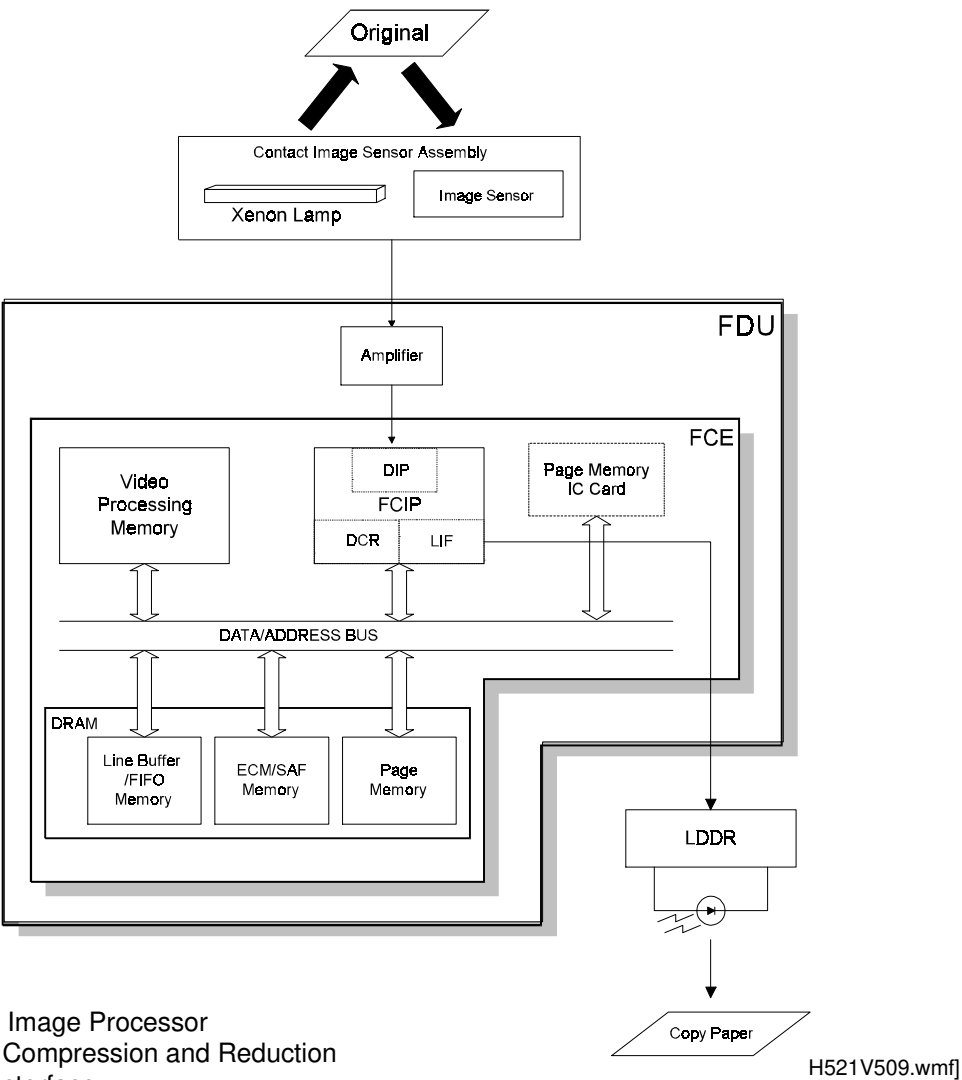 Original
Contact Image Sensor Assembly
Xenon Lamp
Image Sensor
FDU
Amplifier
FCE
Video
Processing
Memory
DIP
FCIP
DCR
LIF
Page Memory
IC Card
DATA/ADDRESS BUS
DRAM
Line Buffer
/FIFO
Memory
ECM/SAF
Memory
Page
Memory
LDDR
Copy Paper
Image Processor
Compression and Reduction
H521V509.wmf]